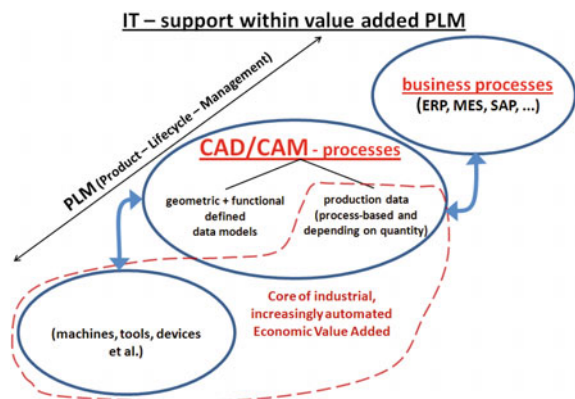 IT – support within value added PLM
PLM (Product – Lifecycle – Management)
business processes
(ERP, MES, SAP, ...)
CAD/CAM - processes
geometric + functional
defined
data models
production data
(process-based and
depending on quantity)
Core of industrial,
increasingly automated
Economic Value Added
(machines, tools, devices
et al.)